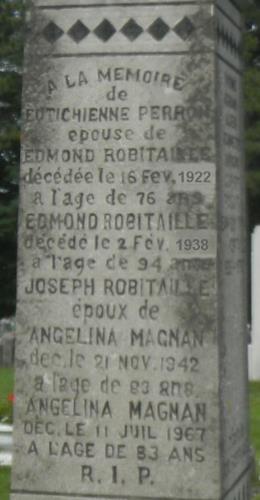 A LA MEMOIRE
de
EUTICHIENNE PERRON
épouse de
EDMOND ROBITAILLE
décédée le 16 Fev. 1922
a l'age de 76 ans
EDMOND ROBITAILLE
décédé le 2 Fév. 1938
a l'age de 94 ans
JOSEPH ROBITAILLE
époux de
ANGELINA MAGNAN
dec. le 21 NOV. 1942
a l'age de 83 ans
ANGELINA MAGNAN
DÉC. LE 11 JUIL 1967
A L'AGE DE 83 ANS
R. I. P.